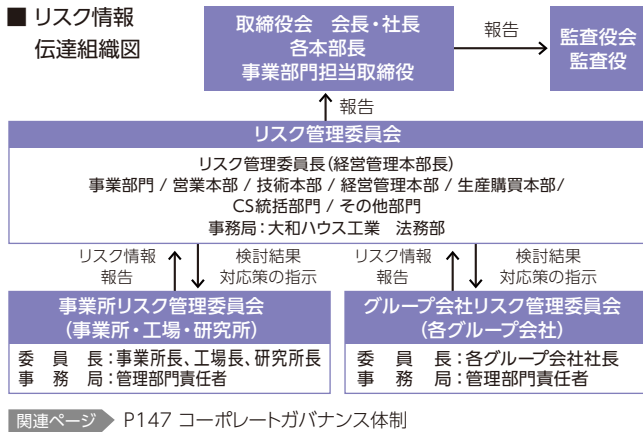 ■ リスク情報
伝達組織図
取締役会　会長・社長
各本部長
事業部門担当取締役
報告
監査役会
監査役
報告
リスク管理委員会
リスク管理委員長（経営管理本部長）
事業部門 / 営業本部 / 技術本部 / 経営管理本部 / 生産購買本部/
CS統括部門 / その他部門
事務局：大和ハウス工業　法務部
リスク情報
報告
検討結果
対応策の指示
リスク情報
報告
検討結果
対応策の指示
事業所リスク管理委員会
（事業所・工場・研究所）
委　員　長：事業所長、工場長、研究所長
事　務　局：管理部門責任者
グループ会社リスク管理委員会
（各グループ会社）
委　員　長：各グループ会社社長
事　務　局：管理部門責任者
関連ページ　P147 コーポレートガバナンス体制